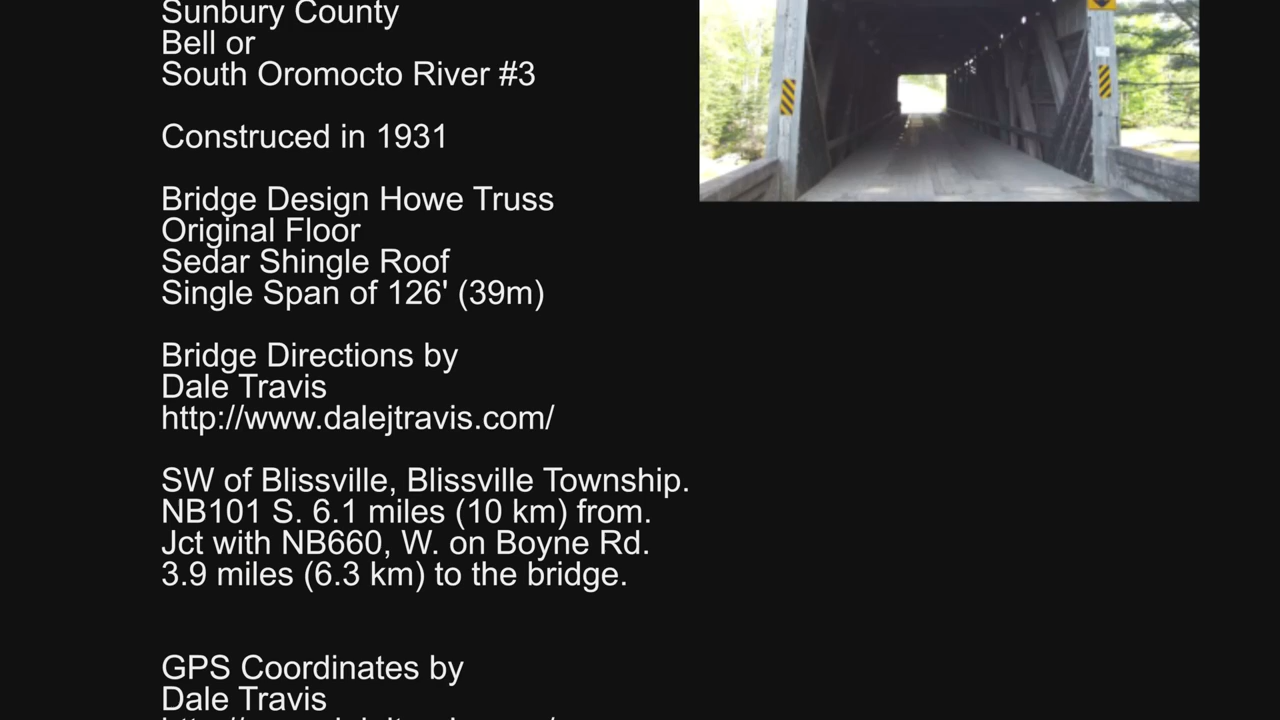 Sunbury County
Bell or
South Oromocto River #3
Construced in 1931
Bridge Design Howe Truss
Original Floor
Sedar Shingle Roof
Single Span of 126' (39m)
Bridge Directions by
Dale Travis
http://www.dalejtravis.com/
SW of Blissville, Blissville Township.
NB101 S. 6.1 miles (10 km) from.
Jct with NB660, W. on Boyne Rd.
3.9 miles (6.3 km) to the bridge.
GPS Coordinates by
Dale Travis